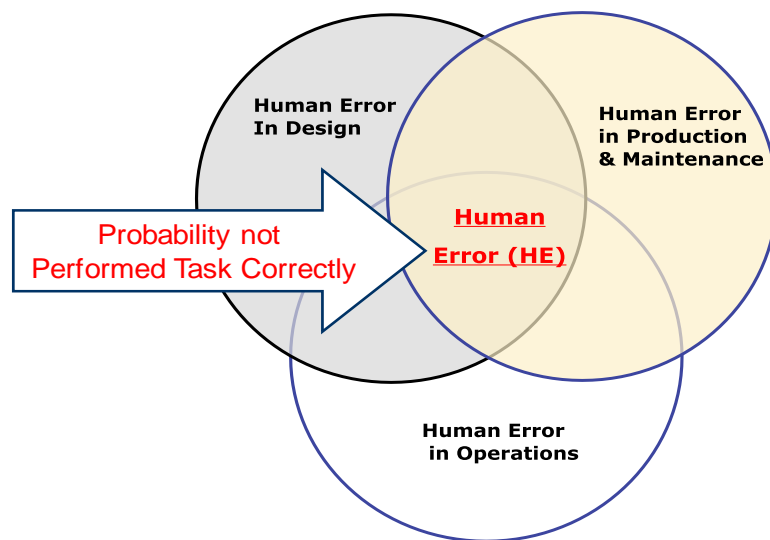 Human Error
In Design
Human Error
in Production
& Maintenance
Probability not
Performed Task Correctly
Human
Error (HE)
Human Error
in Operations